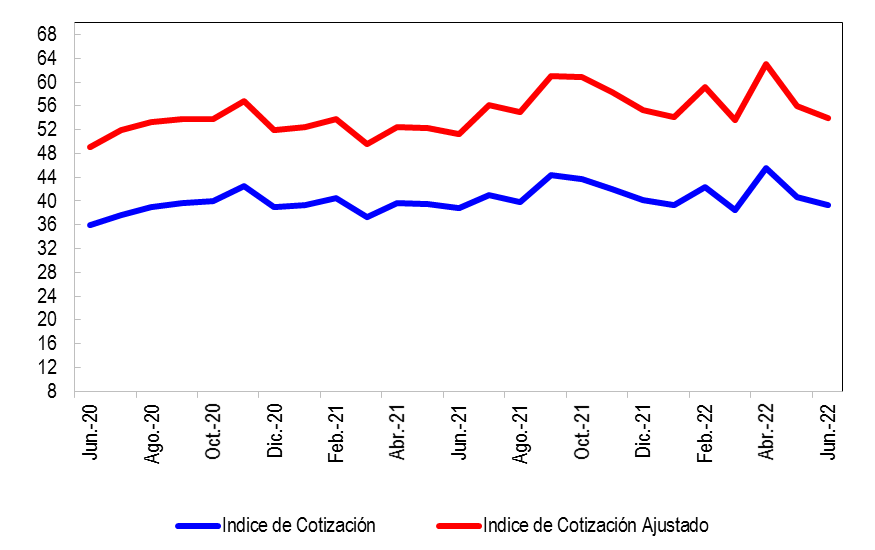 68
64
60
56
52
48
44
40
36
32
28
24
20
16
12
8
Jun.-20
Ago.-20
Oct.-20
Dic.-20
Feb.-21
Abr.-21
Jun.-21
Ago.-21
Oct.-21
Dic.-21
Feb.-22
Abr.-22
Jun.-22
Indice de Cotización
Indice de Cotización Ajustado